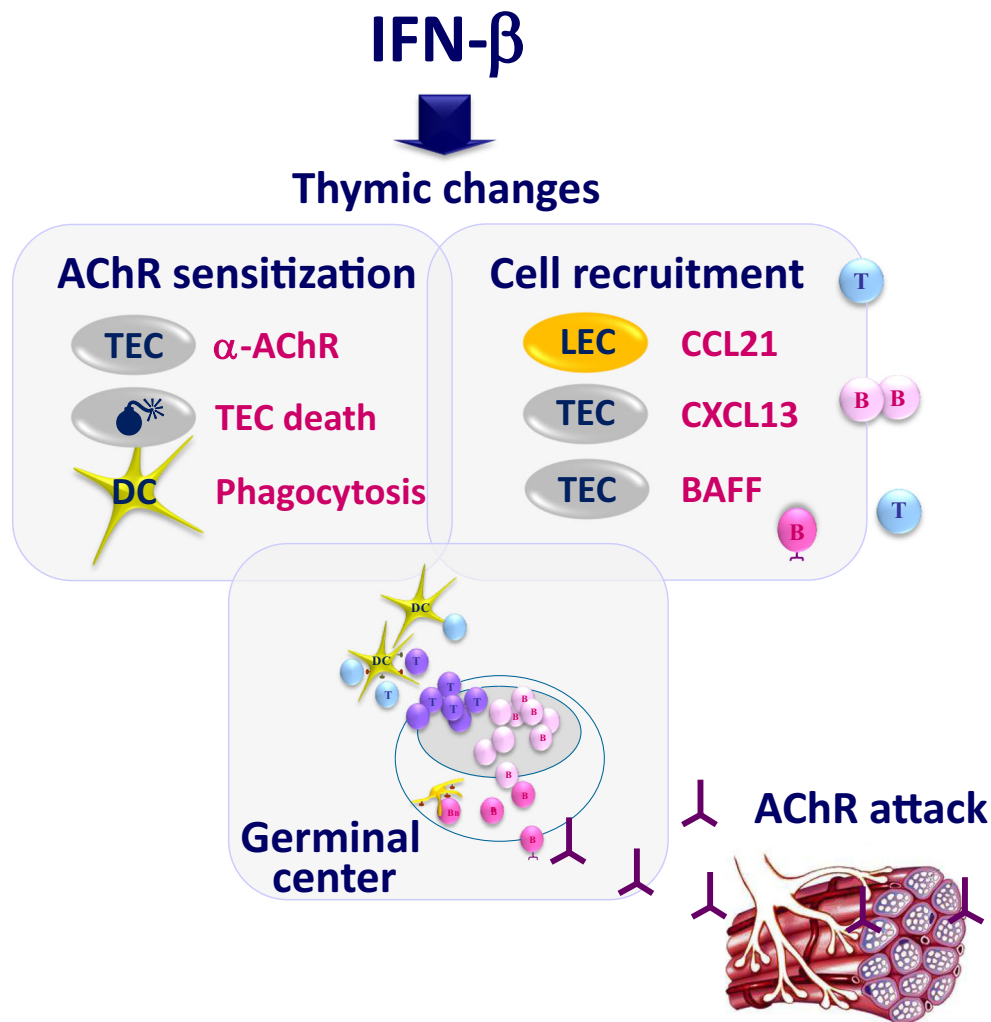 IFN-β
Thymic changes
AChR sensitization
TEC α-AChR
TEC death
DC Phagocytosis
Cell recruitment
LEC CCL21
TEC CXCL13
TEC BAFF
T
B B
T
B
DC
DC
T
T
T
T
T
T
B
B
B
B
B
B
B
B
Germinal
center
AChR attack